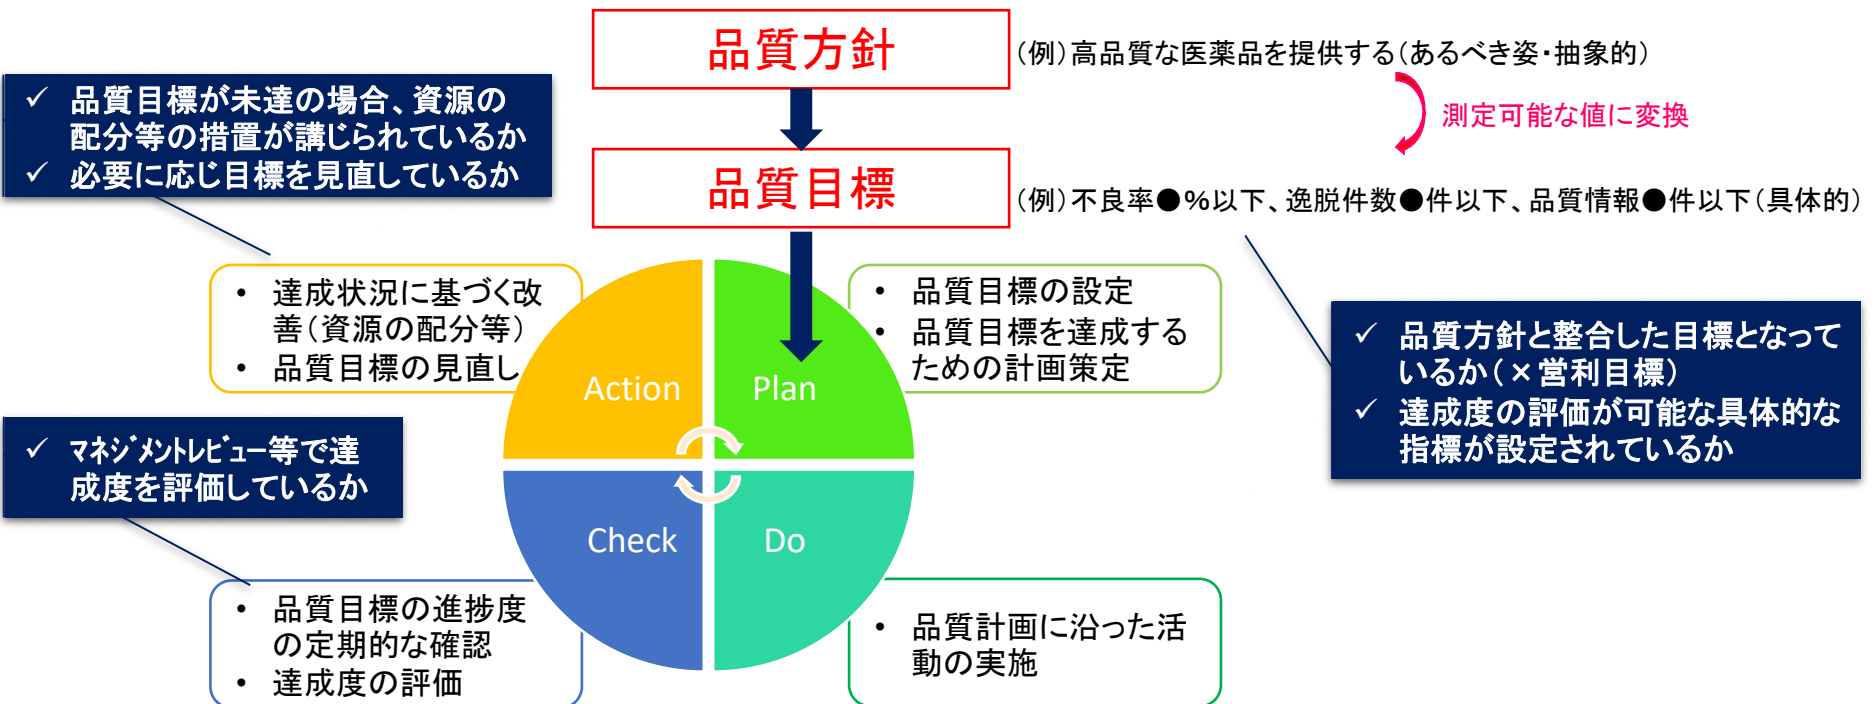 品質方針
(例)高品質な医薬品を提供する(あるべき姿・抽象的)
測定可能な値に変換
✓ 品質目標が未達の場合、資源の
配分等の措置が講じられているか
✓ 必要に応じ目標を見直しているか
品質目標
(例)不良率●%以下、逸脱件数●件以下、品質情報●件以下(具体的)
• 達成状況に基づく改
善(資源の配分等)
• 品質目標の見直し
• 品質目標の設定
• 品質目標を達成する
ための計画策定
✓ 品質方針と整合した目標となって
いるか(×営利目標)
✓ 達成度の評価が可能な具体的な
指標が設定されているか
Action
Plan
✓ マネジメントレビュー等で達
成度を評価しているか
Check
Do
• 品質目標の進捗度
の定期的な確認
• 達成度の評価
• 品質計画に沿った活
動の実施